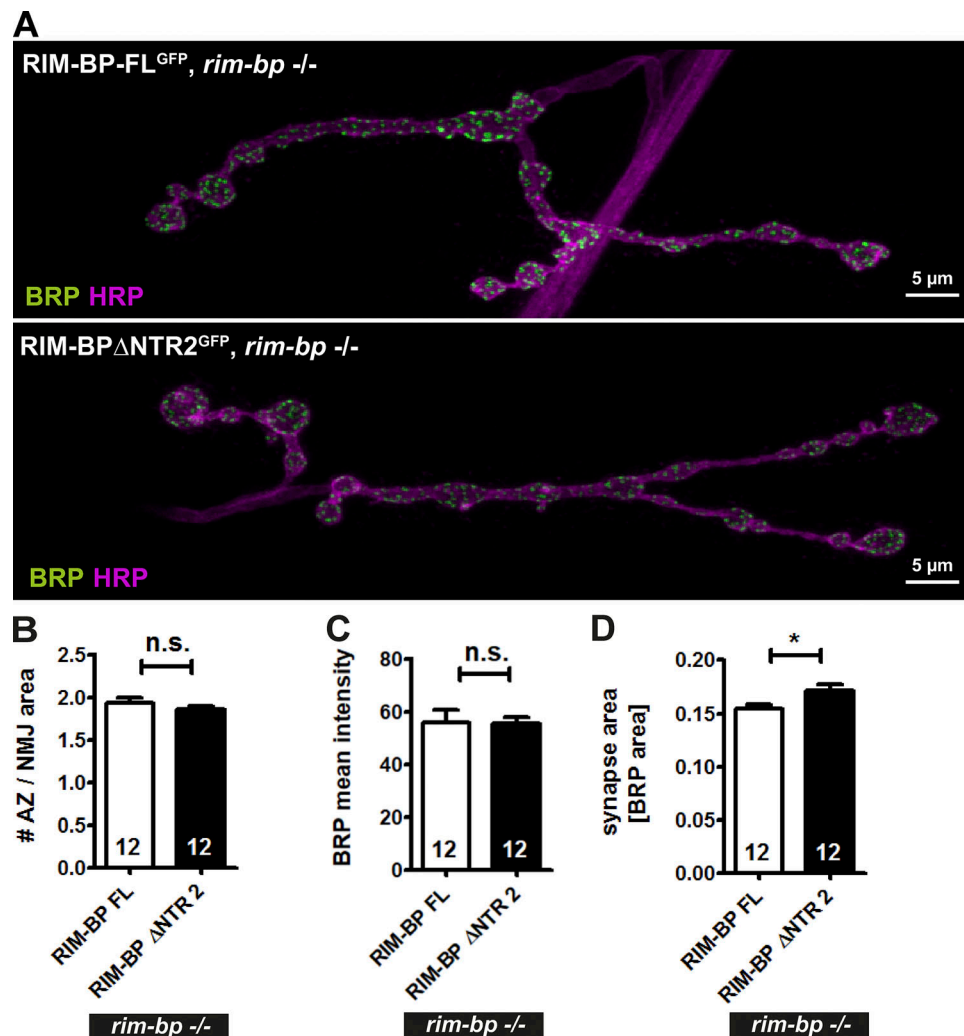 A
RIM-BP-FLᴳᶠᴾ, rim-bp -/-
BRP HRP
5 µm
RIM-BPΔNTR2ᴳᶠᴾ, rim-bp -/-
BRP HRP
5 µm
B
n.s.
# AZ / NMJ area
2.5
2.0
1.5
1.0
0.5
0.0
12
12
RIM-BP FL
RIM-BP ΔNTR 2
rim-bp -/-
C
n.s.
BRP mean intensity
80
60
40
20
0
12
12
RIM-BP FL
RIM-BP ΔNTR 2
rim-bp -/-
D
*
synapse area
[BRP area]
0.20
0.15
0.10
0.05
0.00
12
12
RIM-BP FL
RIM-BP ΔNTR 2
rim-bp -/-